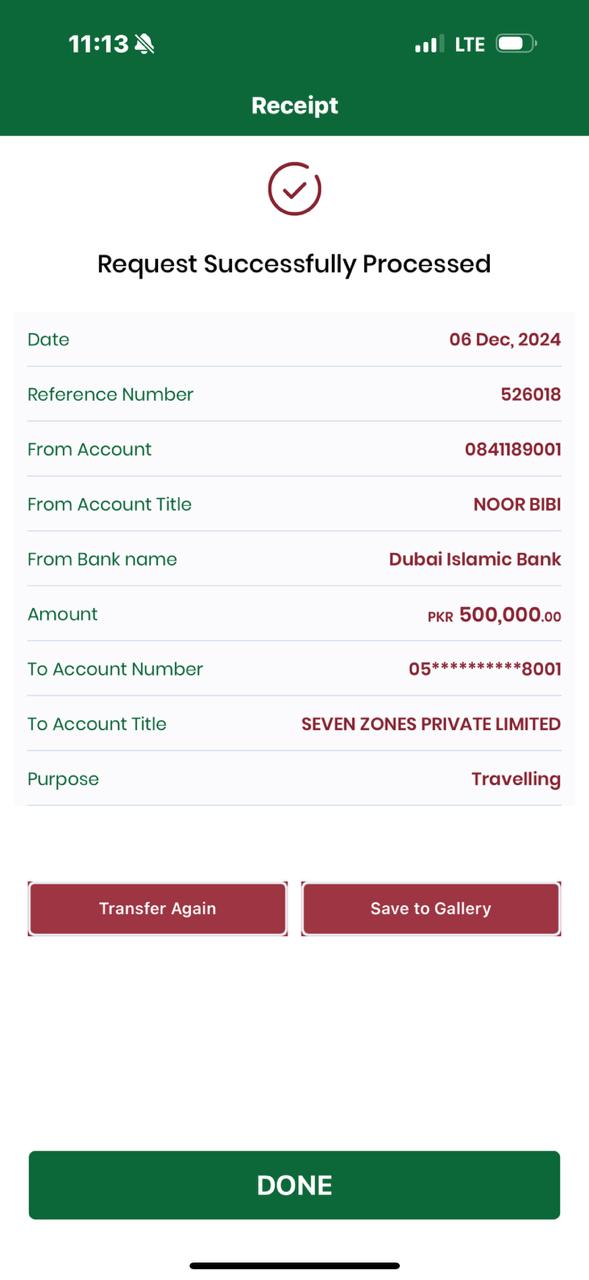 11:13
LTE
Receipt
Request Successfully Processed
Date 06 Dec, 2024
Reference Number 526018
From Account 0841189001
From Account Title NOOR BIBI
From Bank name Dubai Islamic Bank
Amount PKR 500,000.00
To Account Number 05**********8001
To Account Title SEVEN ZONES PRIVATE LIMITED
Purpose Travelling
Transfer Again Save to Gallery
DONE